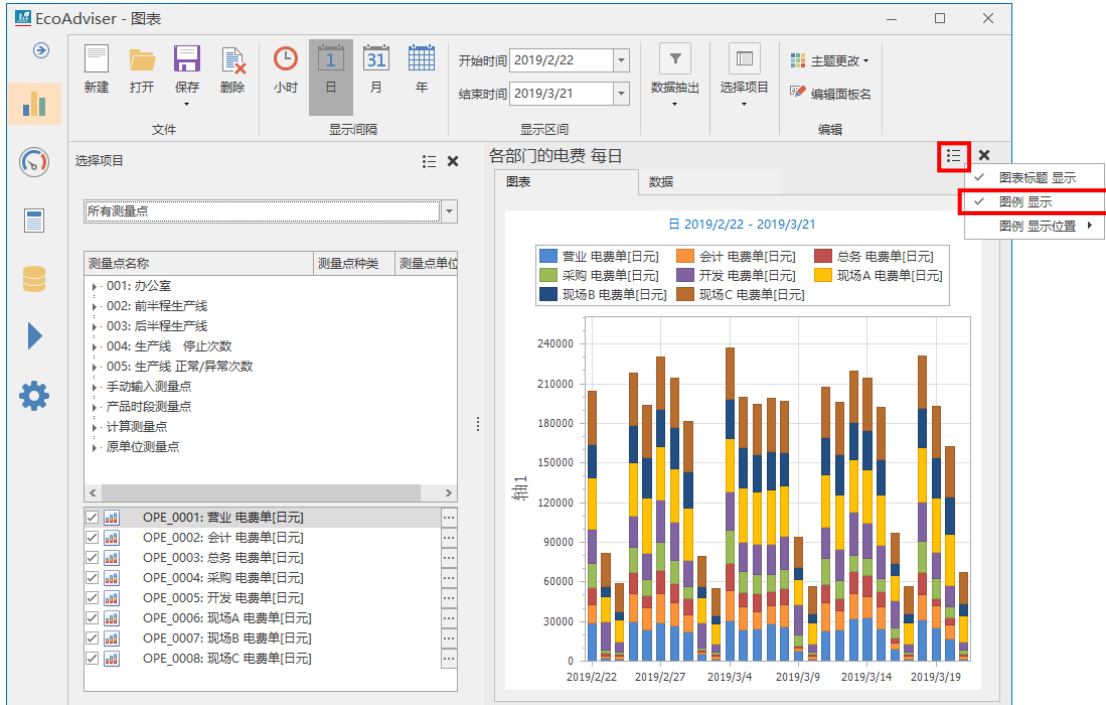 EcoAdviser - 图表
新建 打开 保存 删除
文件
小时 1 日 31 月 年
显示间隔
开始时间 2019/2/22
结束时间 2019/3/21
显示区间
数据抽出 选择项目
主题更改
编辑面板名
编辑
选择项目
所有测量点
测量点名称 测量点种类 测量点单位
001: 办公室
002: 前半程生产线
003: 后半程生产线
004: 生产线 停止次数
005: 生产线 正常/异常次数
手动输入测量点
产品时段测量点
计算测量点
原单位测量点
OPE_0001: 营业 电费单[日元]
OPE_0002: 会计 电费单[日元]
OPE_0003: 总务 电费单[日元]
OPE_0004: 采购 电费单[日元]
OPE_0005: 开发 电费单[日元]
OPE_0006: 现场A 电费单[日元]
OPE_0007: 现场B 电费单[日元]
OPE_0008: 现场C 电费单[日元]
各部门的电费 每日
图表 数据
图表标题 显示
图例 显示
图例 显示位置
日 2019/2/22 - 2019/3/21
营业 电费单[日元] 会计 电费单[日元] 总务 电费单[日元]
采购 电费单[日元] 开发 电费单[日元] 现场A 电费单[日元]
现场B 电费单[日元] 现场C 电费单[日元]
轴1
240000
210000
180000
150000
120000
90000
60000
30000
0
2019/2/22 2019/2/27 2019/3/4 2019/3/9 2019/3/14 2019/3/19